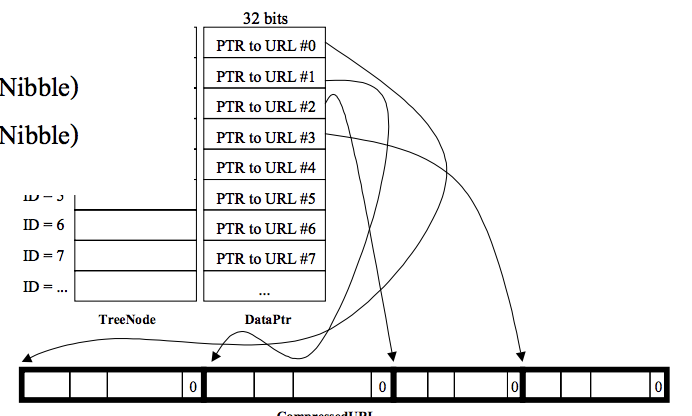 32 bits
PTR to URL #0
PTR to URL #1
Nibble)
PTR to URL #2
Nibble)
PTR to URL #3
PTR to URL #4
ID = 5 PTR to URL #5
ID = 6 PTR to URL #6
ID = 7 PTR to URL #7
ID = ... ...
TreeNode DataPtr
0 0 0 0
CompressedURL